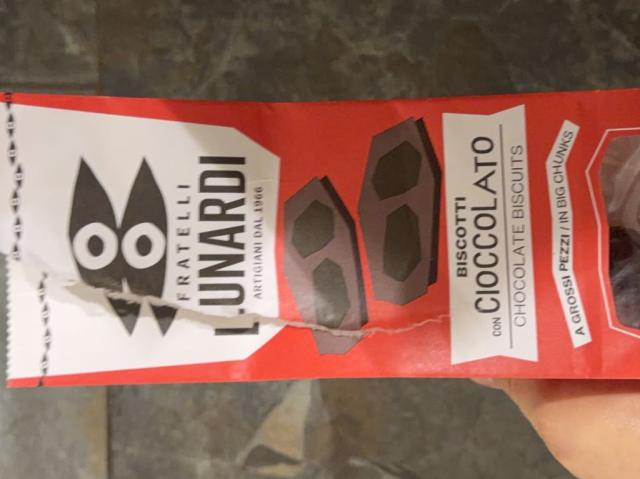 FRATELLI
LUNARDI
ARTIGIANI DAL 1966
BISCOTTI
CON CIOCCOLATO
CHOCOLATE BISCUITS
A GROSSI PEZZI / IN BIG CHUNKS